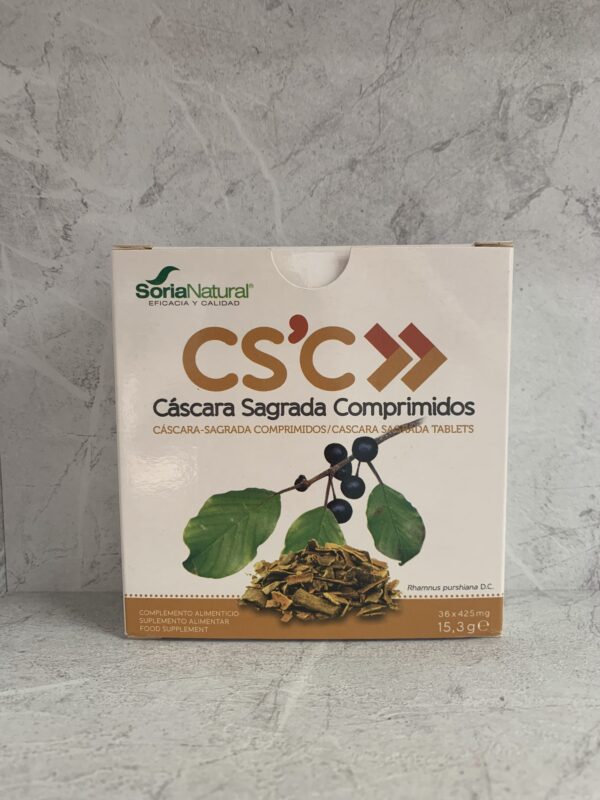 SoriaNatural®
EFICACIA Y CALIDAD
CS'C
Cáscara Sagrada Comprimidos
CÁSCARA-SAGRADA COMPRIMIDOS/CASCARA SAGRADA TABLETS
Rhamnus purshiana D.C.
COMPLEMENTO ALIMENTICIO
SUPLEMENTO ALIMENTAR
FOOD SUPPLEMENT
36 x 425mg
15,3g℮